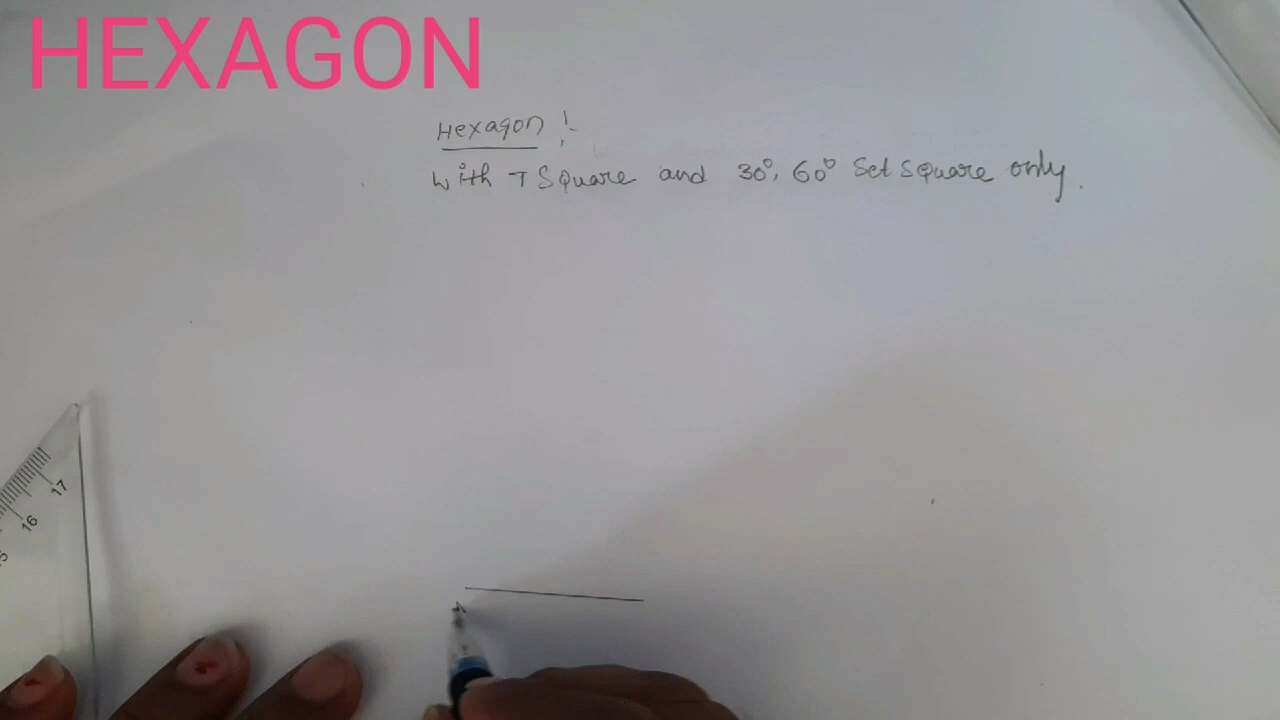 HEXAGON
Hexagon :-
with T Square and 30°, 60° Set Square only.
17
16
A